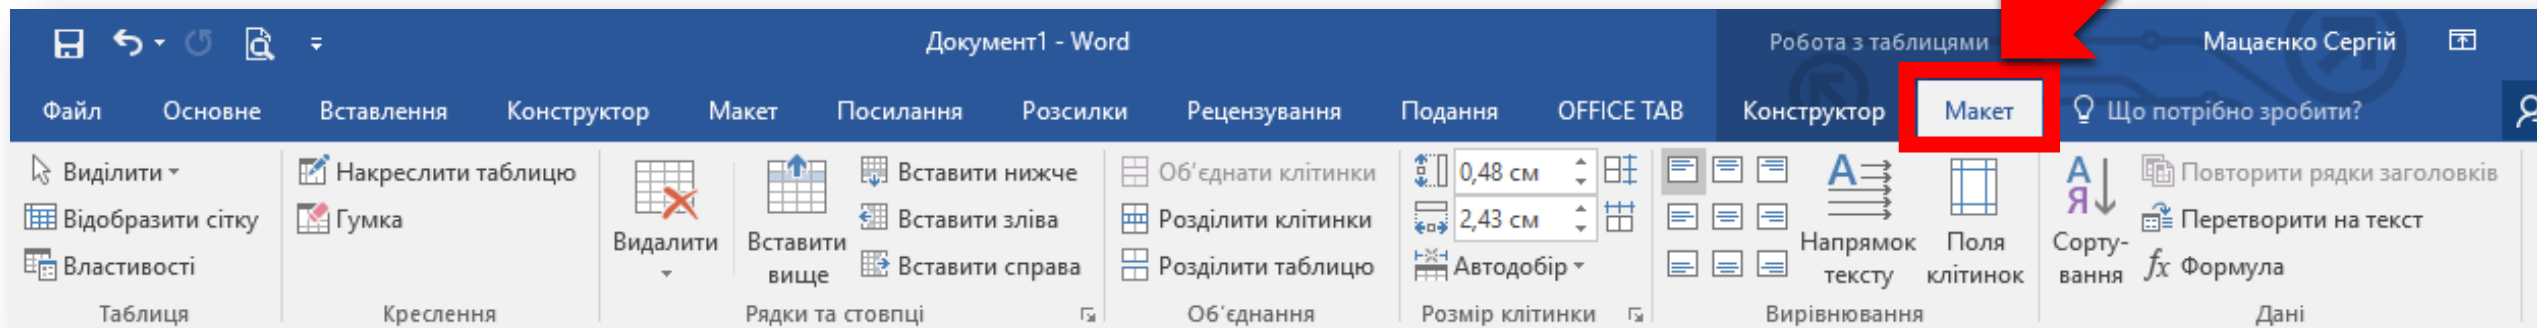 Документ1 - Word
Робота з таблицями
Мацаєнко Сергій
Файл Основне Вставлення Конструктор Макет Посилання Розсилки Рецензування Подання OFFICE TAB Конструктор Макет Що потрібно зробити?
Виділити
Відобразити сітку
Властивості
Таблиця
Накреслити таблицю
Гумка
Креслення
Видалити
Вставити
вище
Вставити нижче
Вставити зліва
Вставити справа
Рядки та стовпці
Об'єднати клітинки
Розділити клітинки
Розділити таблицю
Об'єднання
0,48 см
2,43 см
Автодобір
Розмір клітинки
Напрямок
тексту
Поля
клітинок
Вирівнювання
А
Я
Сорту-
вання
Повторити рядки заголовків
Перетворити на текст
fx Формула
Дані